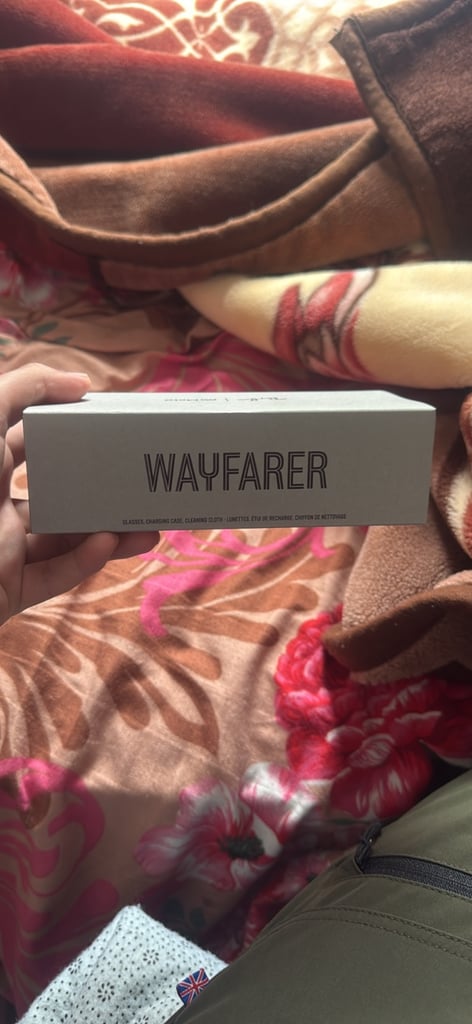 WAYFARER
GLASSES, CHARGING CASE, CLEANING CLOTH · LUNETTES, ÉTUI DE RECHARGE, CHIFFON DE NETTOYAGE